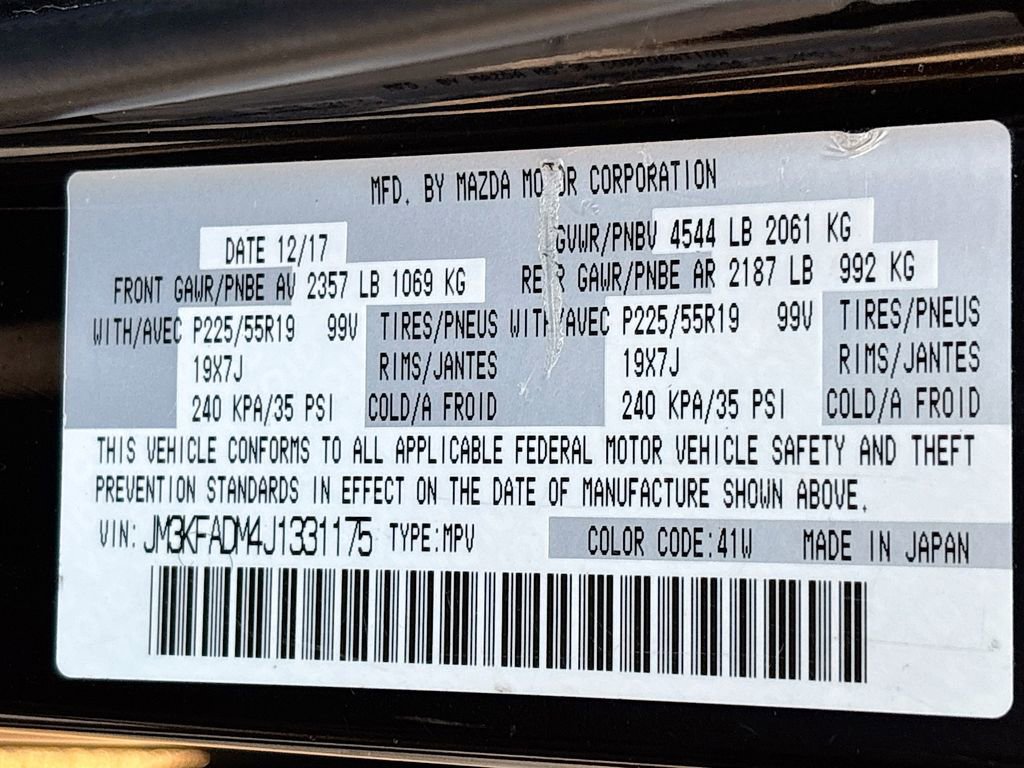 MFD. BY MAZDA MOTOR CORPORATION
DATE 12/17 GVWR/PNBV 4544 LB 2061 KG
FRONT GAWR/PNBE AV 2357 LB 1069 KG REAR GAWR/PNBE AR 2187 LB 992 KG
WITH/AVEC P225/55R19 99V TIRES/PNEUS WITH/AVEC P225/55R19 99V TIRES/PNEUS
19X7J RIMS/JANTES 19X7J RIMS/JANTES
240 KPA/35 PSI COLD/A FROID 240 KPA/35 PSI COLD/A FROID
THIS VEHICLE CONFORMS TO ALL APPLICABLE FEDERAL MOTOR VEHICLE SAFETY AND THEFT
PREVENTION STANDARDS IN EFFECT ON THE DATE OF MANUFACTURE SHOWN ABOVE.
VIN: JM3KFADM4J1331175 TYPE:MPV COLOR CODE:41W MADE IN JAPAN